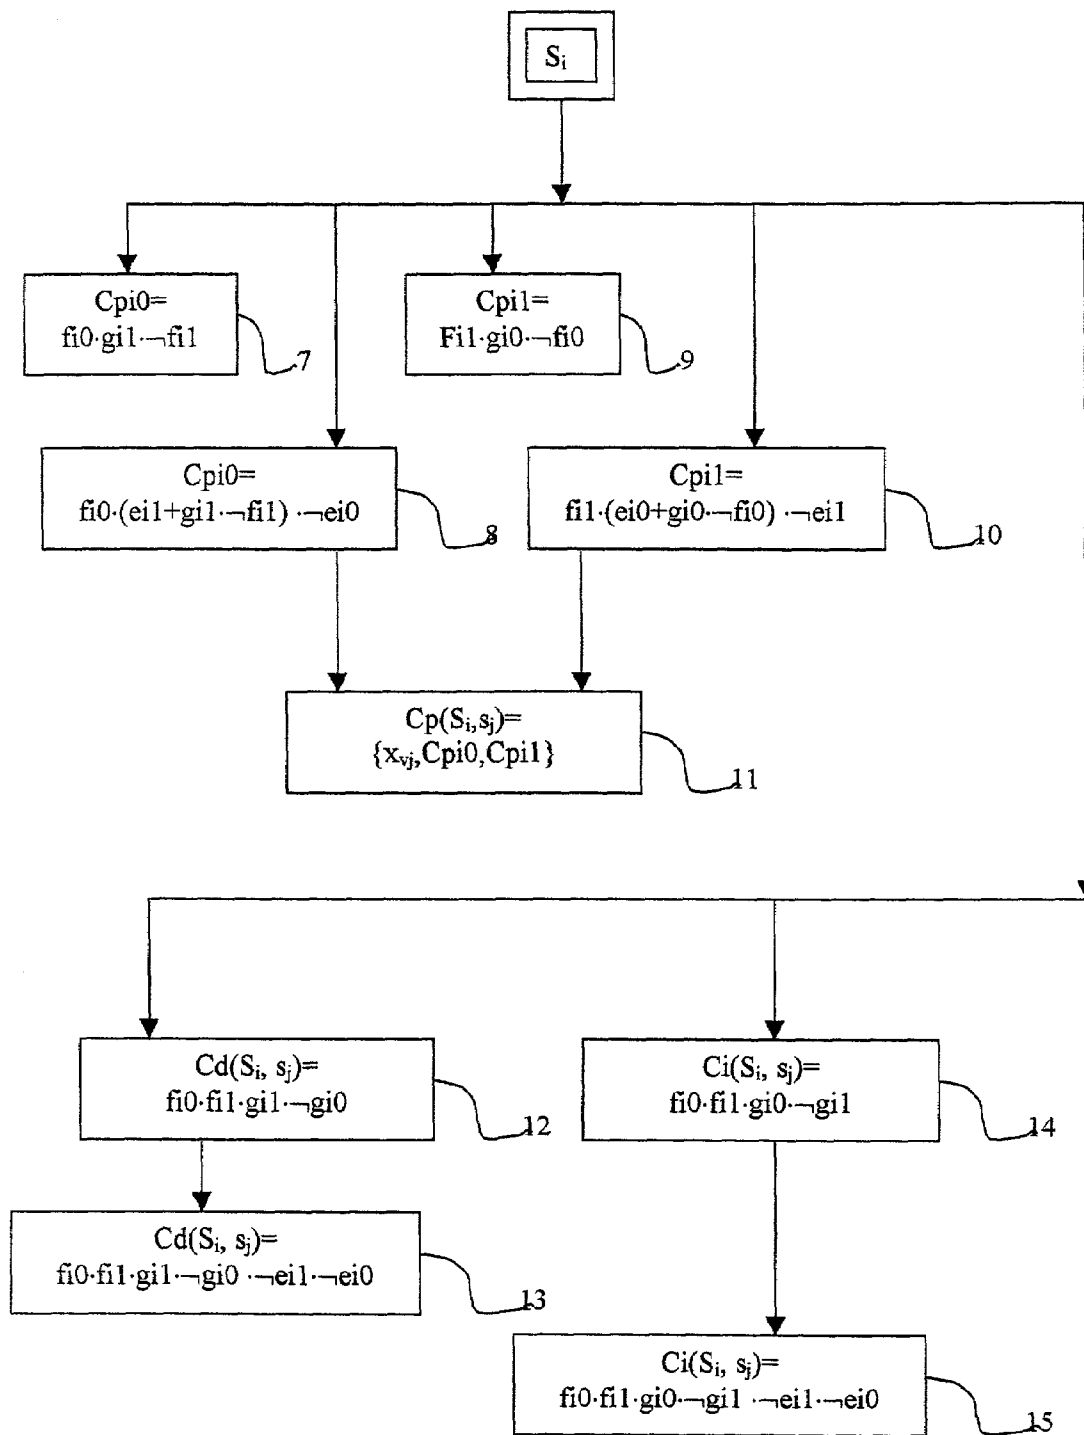 Sᵢ
Cpi0=
fi0·gi1·¬fi1
7
Cpi1=
Fi1·gi0·¬fi0
9
Cpi0=
fi0·(ei1+gi1·¬fi1) ·¬ei0
8
Cpi1=
fi1·(ei0+gi0·¬fi0) ·¬ei1
10
Cp(Sᵢ,sⱼ)=
{xᵥⱼ,Cpi0,Cpi1}
11
Cd(Sᵢ, sⱼ)=
fi0·fi1·gi1·¬gi0
12
Ci(Sᵢ, sⱼ)=
fi0·fi1·gi0·¬gi1
14
Cd(Sᵢ, sⱼ)=
fi0·fi1·gi1·¬gi0 ·¬ei1·¬ei0
13
Ci(Sᵢ, sⱼ)=
fi0·fi1·gi0·¬gi1 ·¬ei1·¬ei0
15